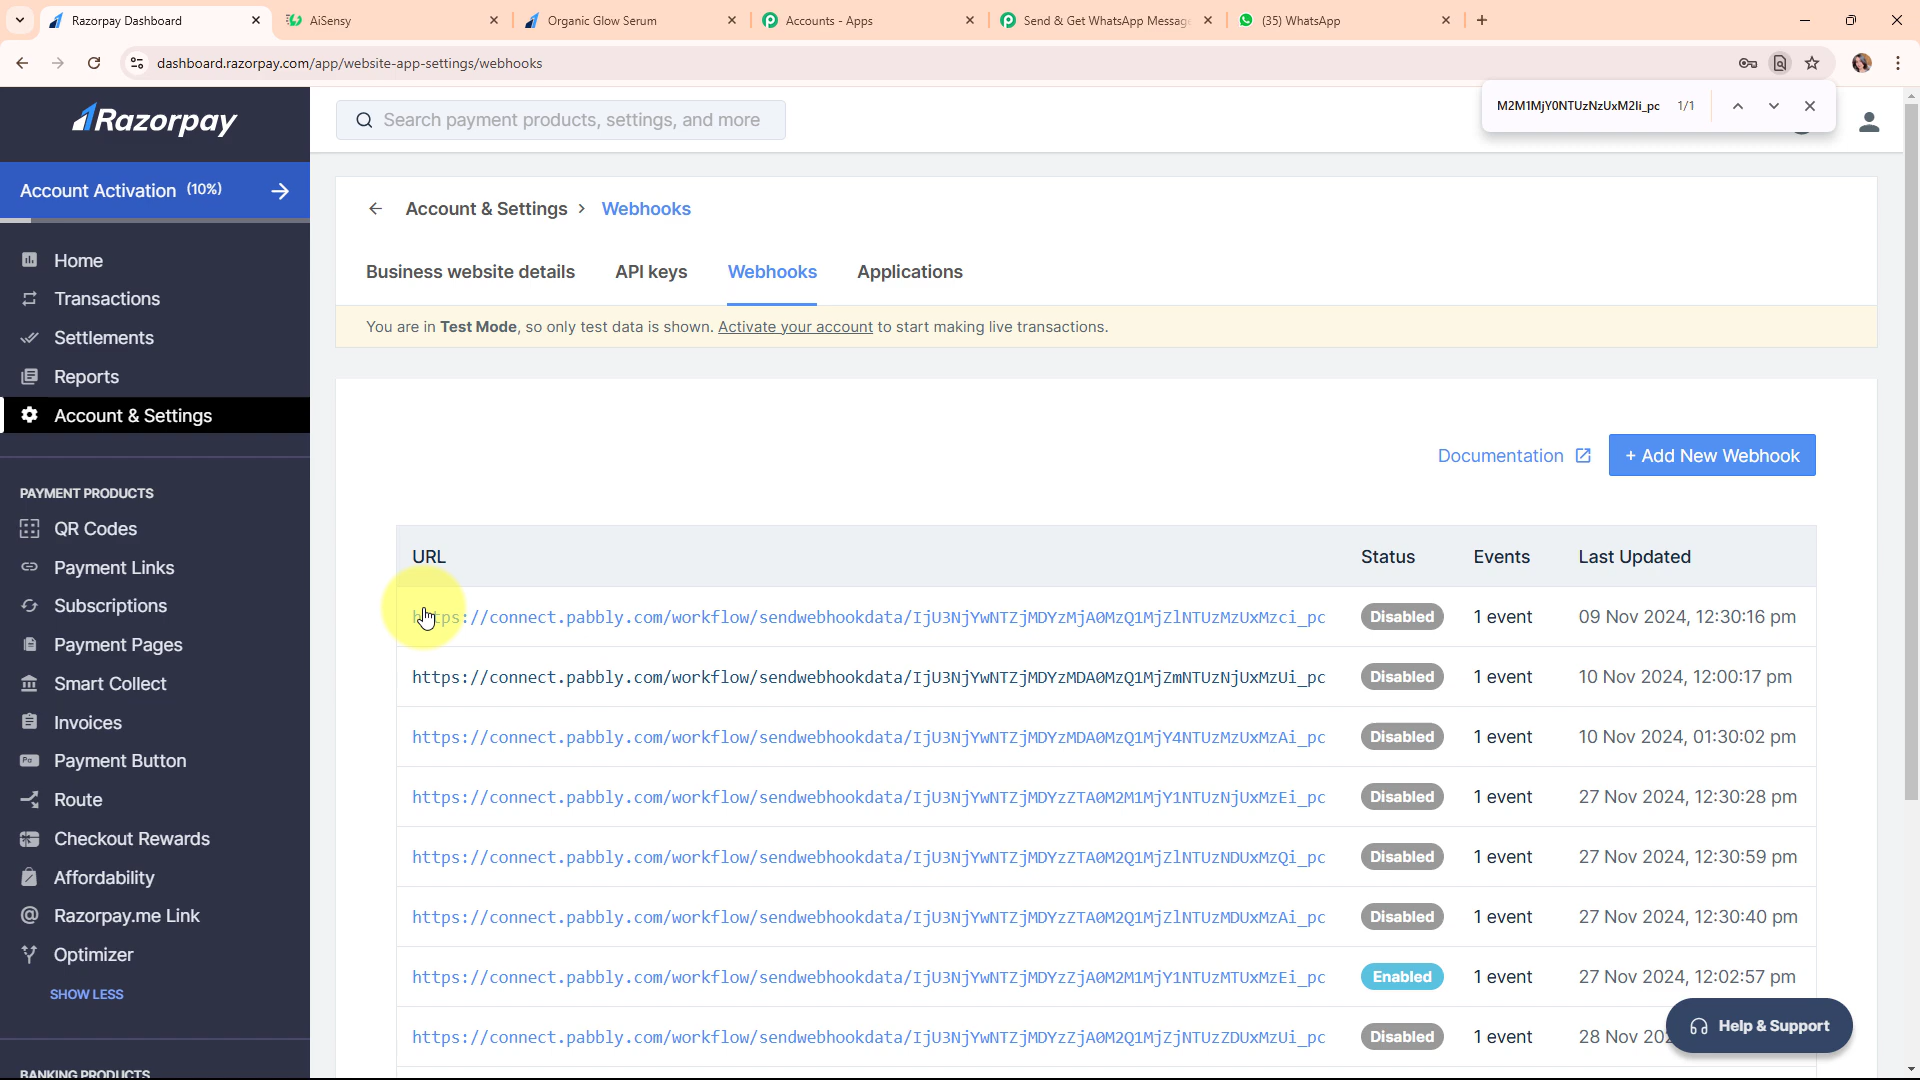 Razorpay Dashboard
AiSensy
Organic Glow Serum
Accounts - Apps
Send & Get WhatsApp Message
(35) WhatsApp
dashboard.razorpay.com/app/website-app-settings/webhooks
M2M1MjY0NTUzNzUxM2Ii_pc 1/1
Razorpay
Search payment products, settings, and more
Account Activation (10%)
Home
Transactions
Settlements
Reports
Account & Settings
PAYMENT PRODUCTS
QR Codes
Payment Links
Subscriptions
Payment Pages
Smart Collect
Invoices
Payment Button
Route
Checkout Rewards
Affordability
Razorpay.me Link
Optimizer
SHOW LESS
BANKING PRODUCTS
Account & Settings > Webhooks
Business website details API keys Webhooks Applications
You are in Test Mode, so only test data is shown. Activate your account to start making live transactions.
Documentation + Add New Webhook
URL Status Events Last Updated
https://connect.pabbly.com/workflow/sendwebhookdata/IjU3NjYwNTZjMDYzMjA0MzQ1MjZlNTUzMzUxMzci_pc Disabled 1 event 09 Nov 2024, 12:30:16 pm
https://connect.pabbly.com/workflow/sendwebhookdata/IjU3NjYwNTZjMDYzMDA0MzQ1MjZmNTUzNjUxMzUi_pc Disabled 1 event 10 Nov 2024, 12:00:17 pm
https://connect.pabbly.com/workflow/sendwebhookdata/IjU3NjYwNTZjMDYzMDA0MzQ1MjY4NTUzMzUxMzAi_pc Disabled 1 event 10 Nov 2024, 01:30:02 pm
https://connect.pabbly.com/workflow/sendwebhookdata/IjU3NjYwNTZjMDYzZTA0M2M1MjY1NTUzNjUxMzEi_pc Disabled 1 event 27 Nov 2024, 12:30:28 pm
https://connect.pabbly.com/workflow/sendwebhookdata/IjU3NjYwNTZjMDYzZTA0M2Q1MjZlNTUzNDUxMzQi_pc Disabled 1 event 27 Nov 2024, 12:30:59 pm
https://connect.pabbly.com/workflow/sendwebhookdata/IjU3NjYwNTZjMDYzZTA0M2Q1MjZlNTUzMDUxMzAi_pc Disabled 1 event 27 Nov 2024, 12:30:40 pm
https://connect.pabbly.com/workflow/sendwebhookdata/IjU3NjYwNTZjMDYzZjA0M2M1MjY1NTUzMTUxMzEi_pc Enabled 1 event 27 Nov 2024, 12:02:57 pm
https://connect.pabbly.com/workflow/sendwebhookdata/IjU3NjYwNTZjMDYzZjA0M2Q1MjZjNTUzZDUxMzUi_pc Disabled 1 event 28 Nov
Help & Support